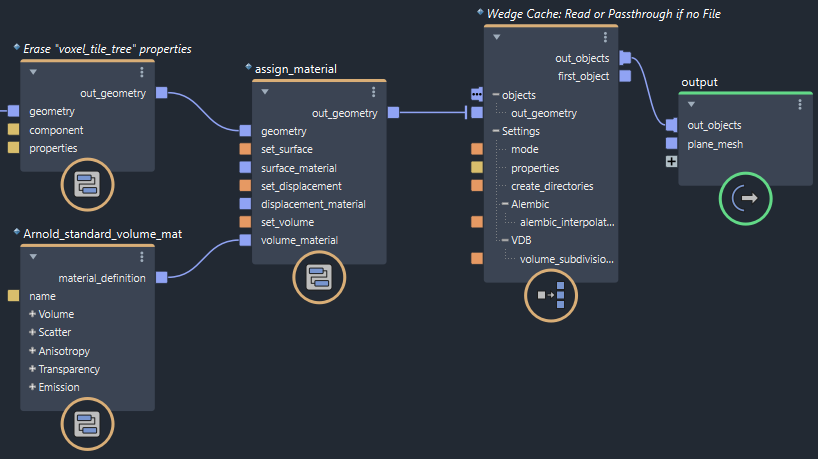 Erase "voxel_tile_tree" properties
out_geometry
geometry
component
properties
Arnold_standard_volume_mat
material_definition
name
Volume
Scatter
Anisotropy
Transparency
Emission
assign_material
out_geometry
geometry
set_surface
surface_material
set_displacement
displacement_material
set_volume
volume_material
Wedge Cache: Read or Passthrough if no File
out_objects
first_object
objects
out_geometry
Settings
mode
properties
create_directories
Alembic
alembic_interpolat...
VDB
volume_subdivisio...
output
out_objects
plane_mesh